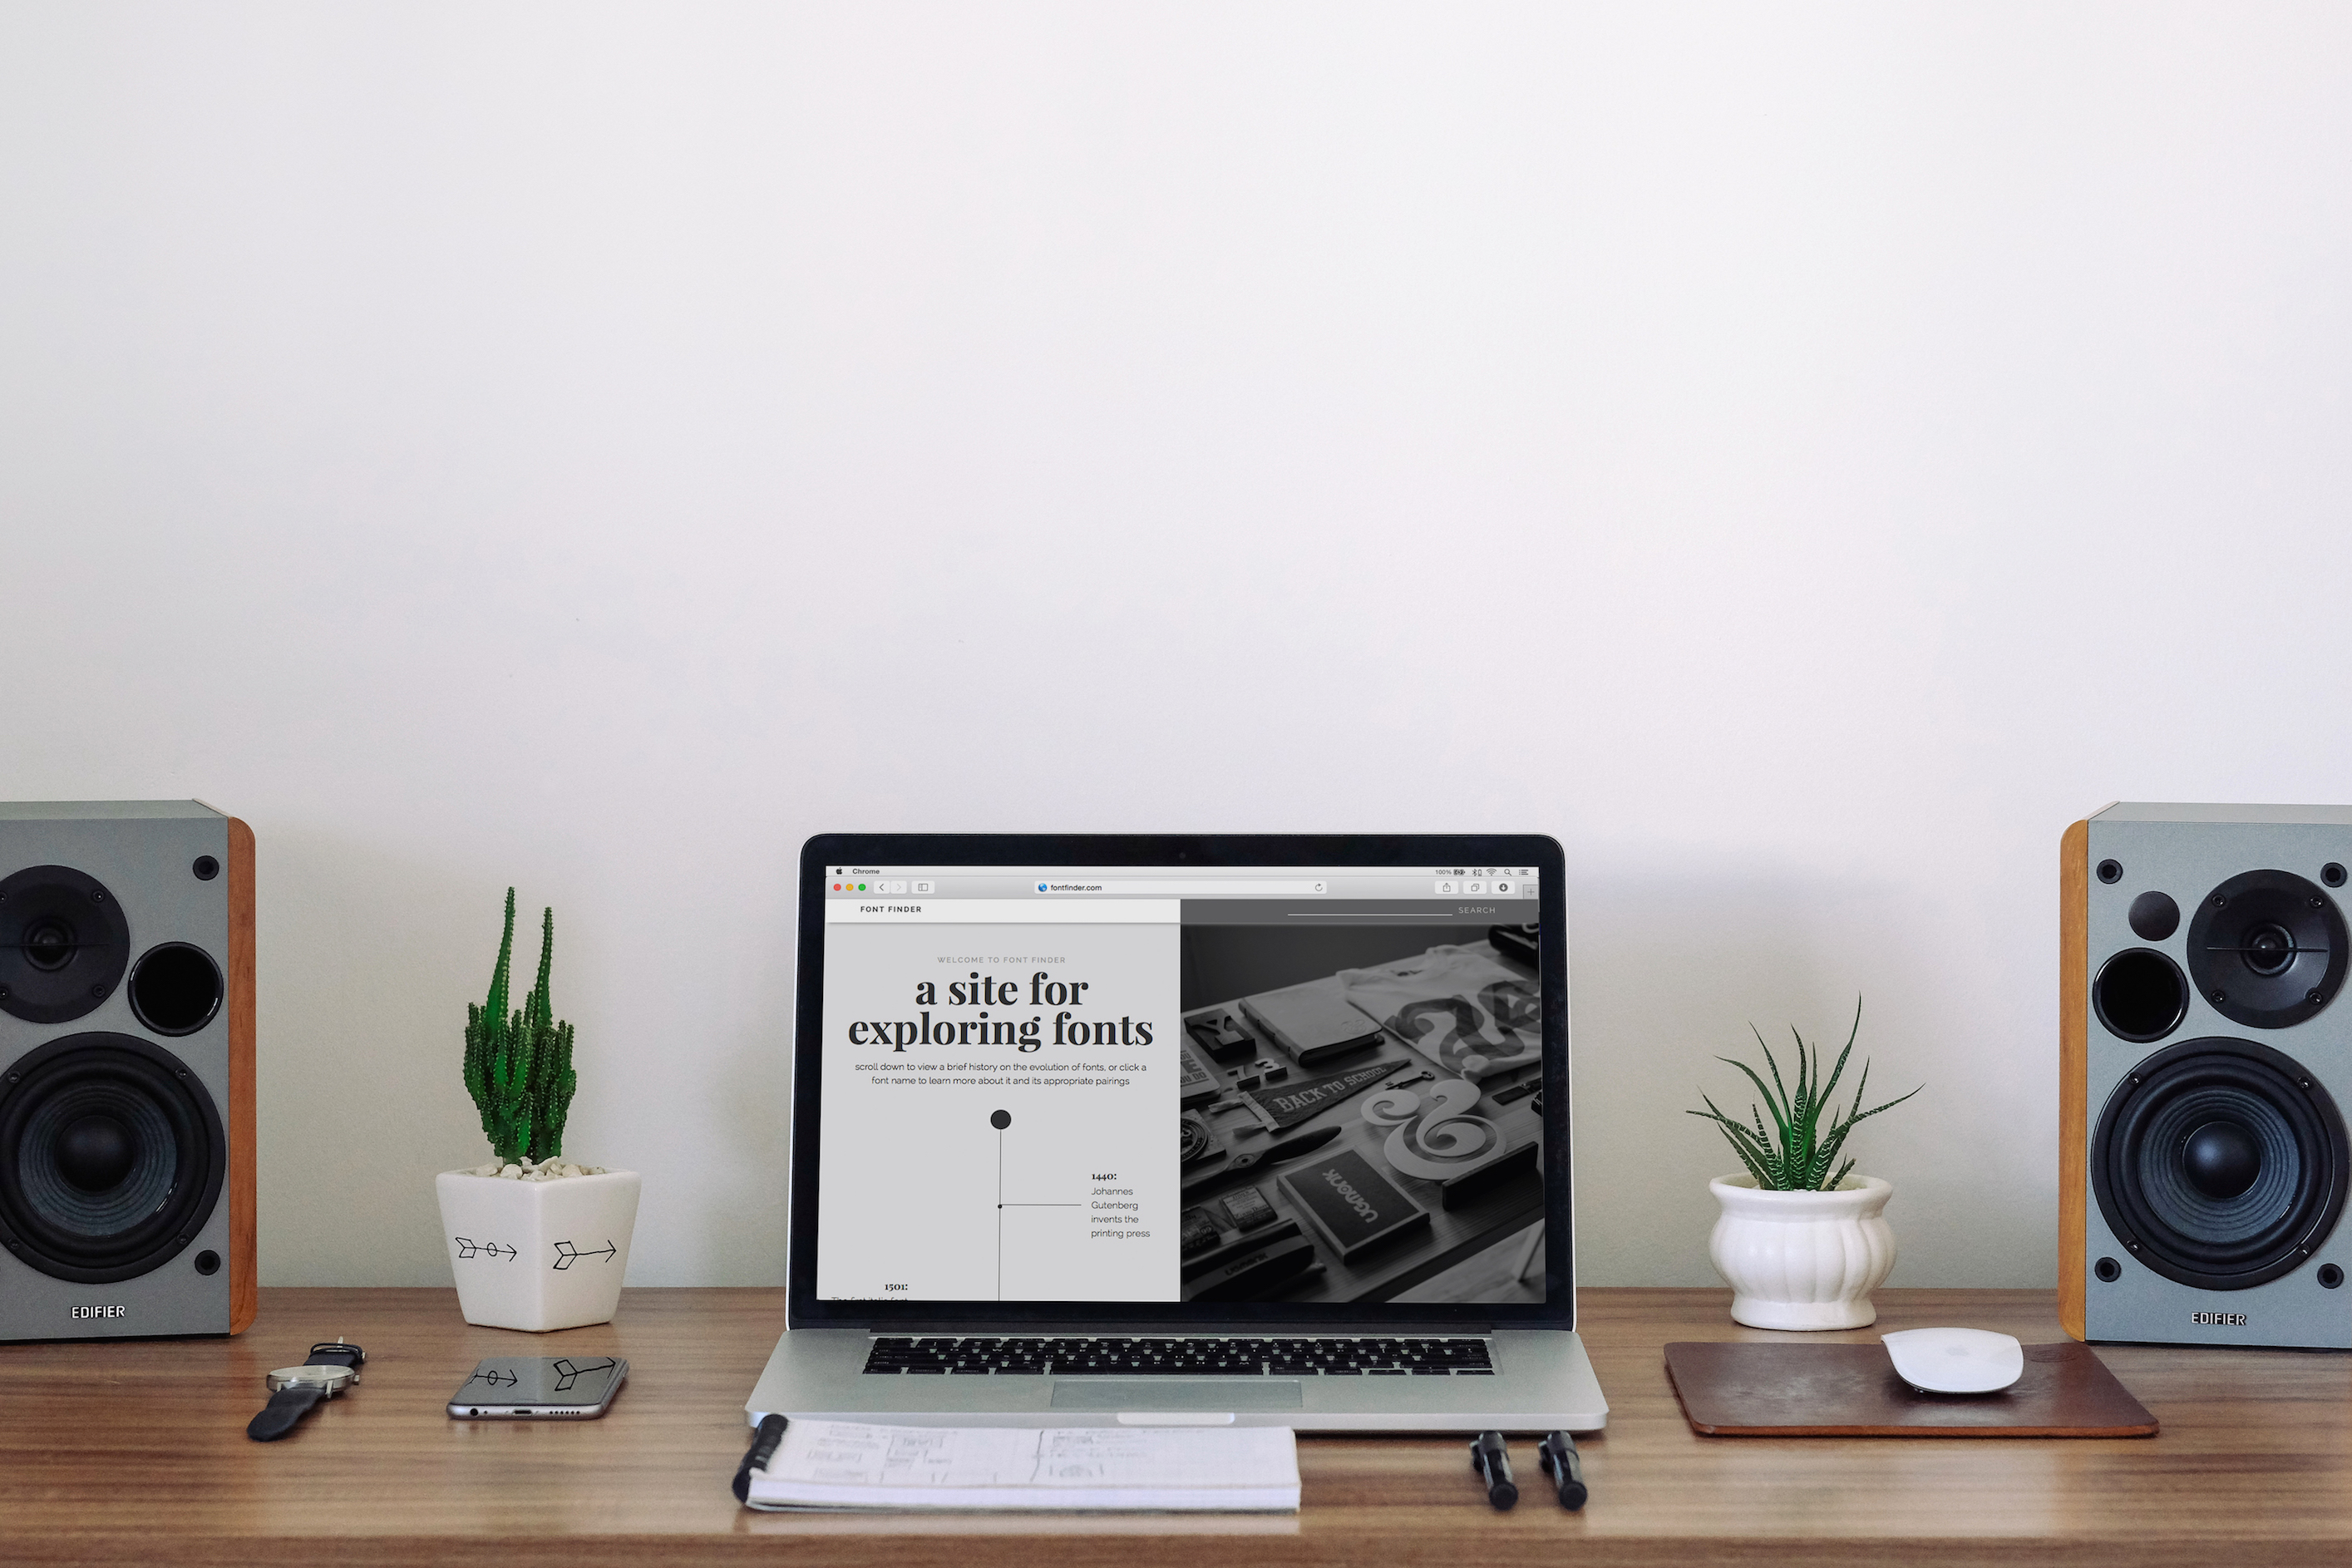 Chrome
100%
fontfinder.com
FONT FINDER
SEARCH
WELCOME TO FONT FINDER
a site for
exploring fonts
scroll down to view a brief history on the evolution of fonts, or click a
font name to learn more about it and its appropriate pairings
1440:
Johannes
Gutenberg
invents the
printing press
1501:
BACK TO SCHOOL
&
UGMONK
EDIFIER
EDIFIER